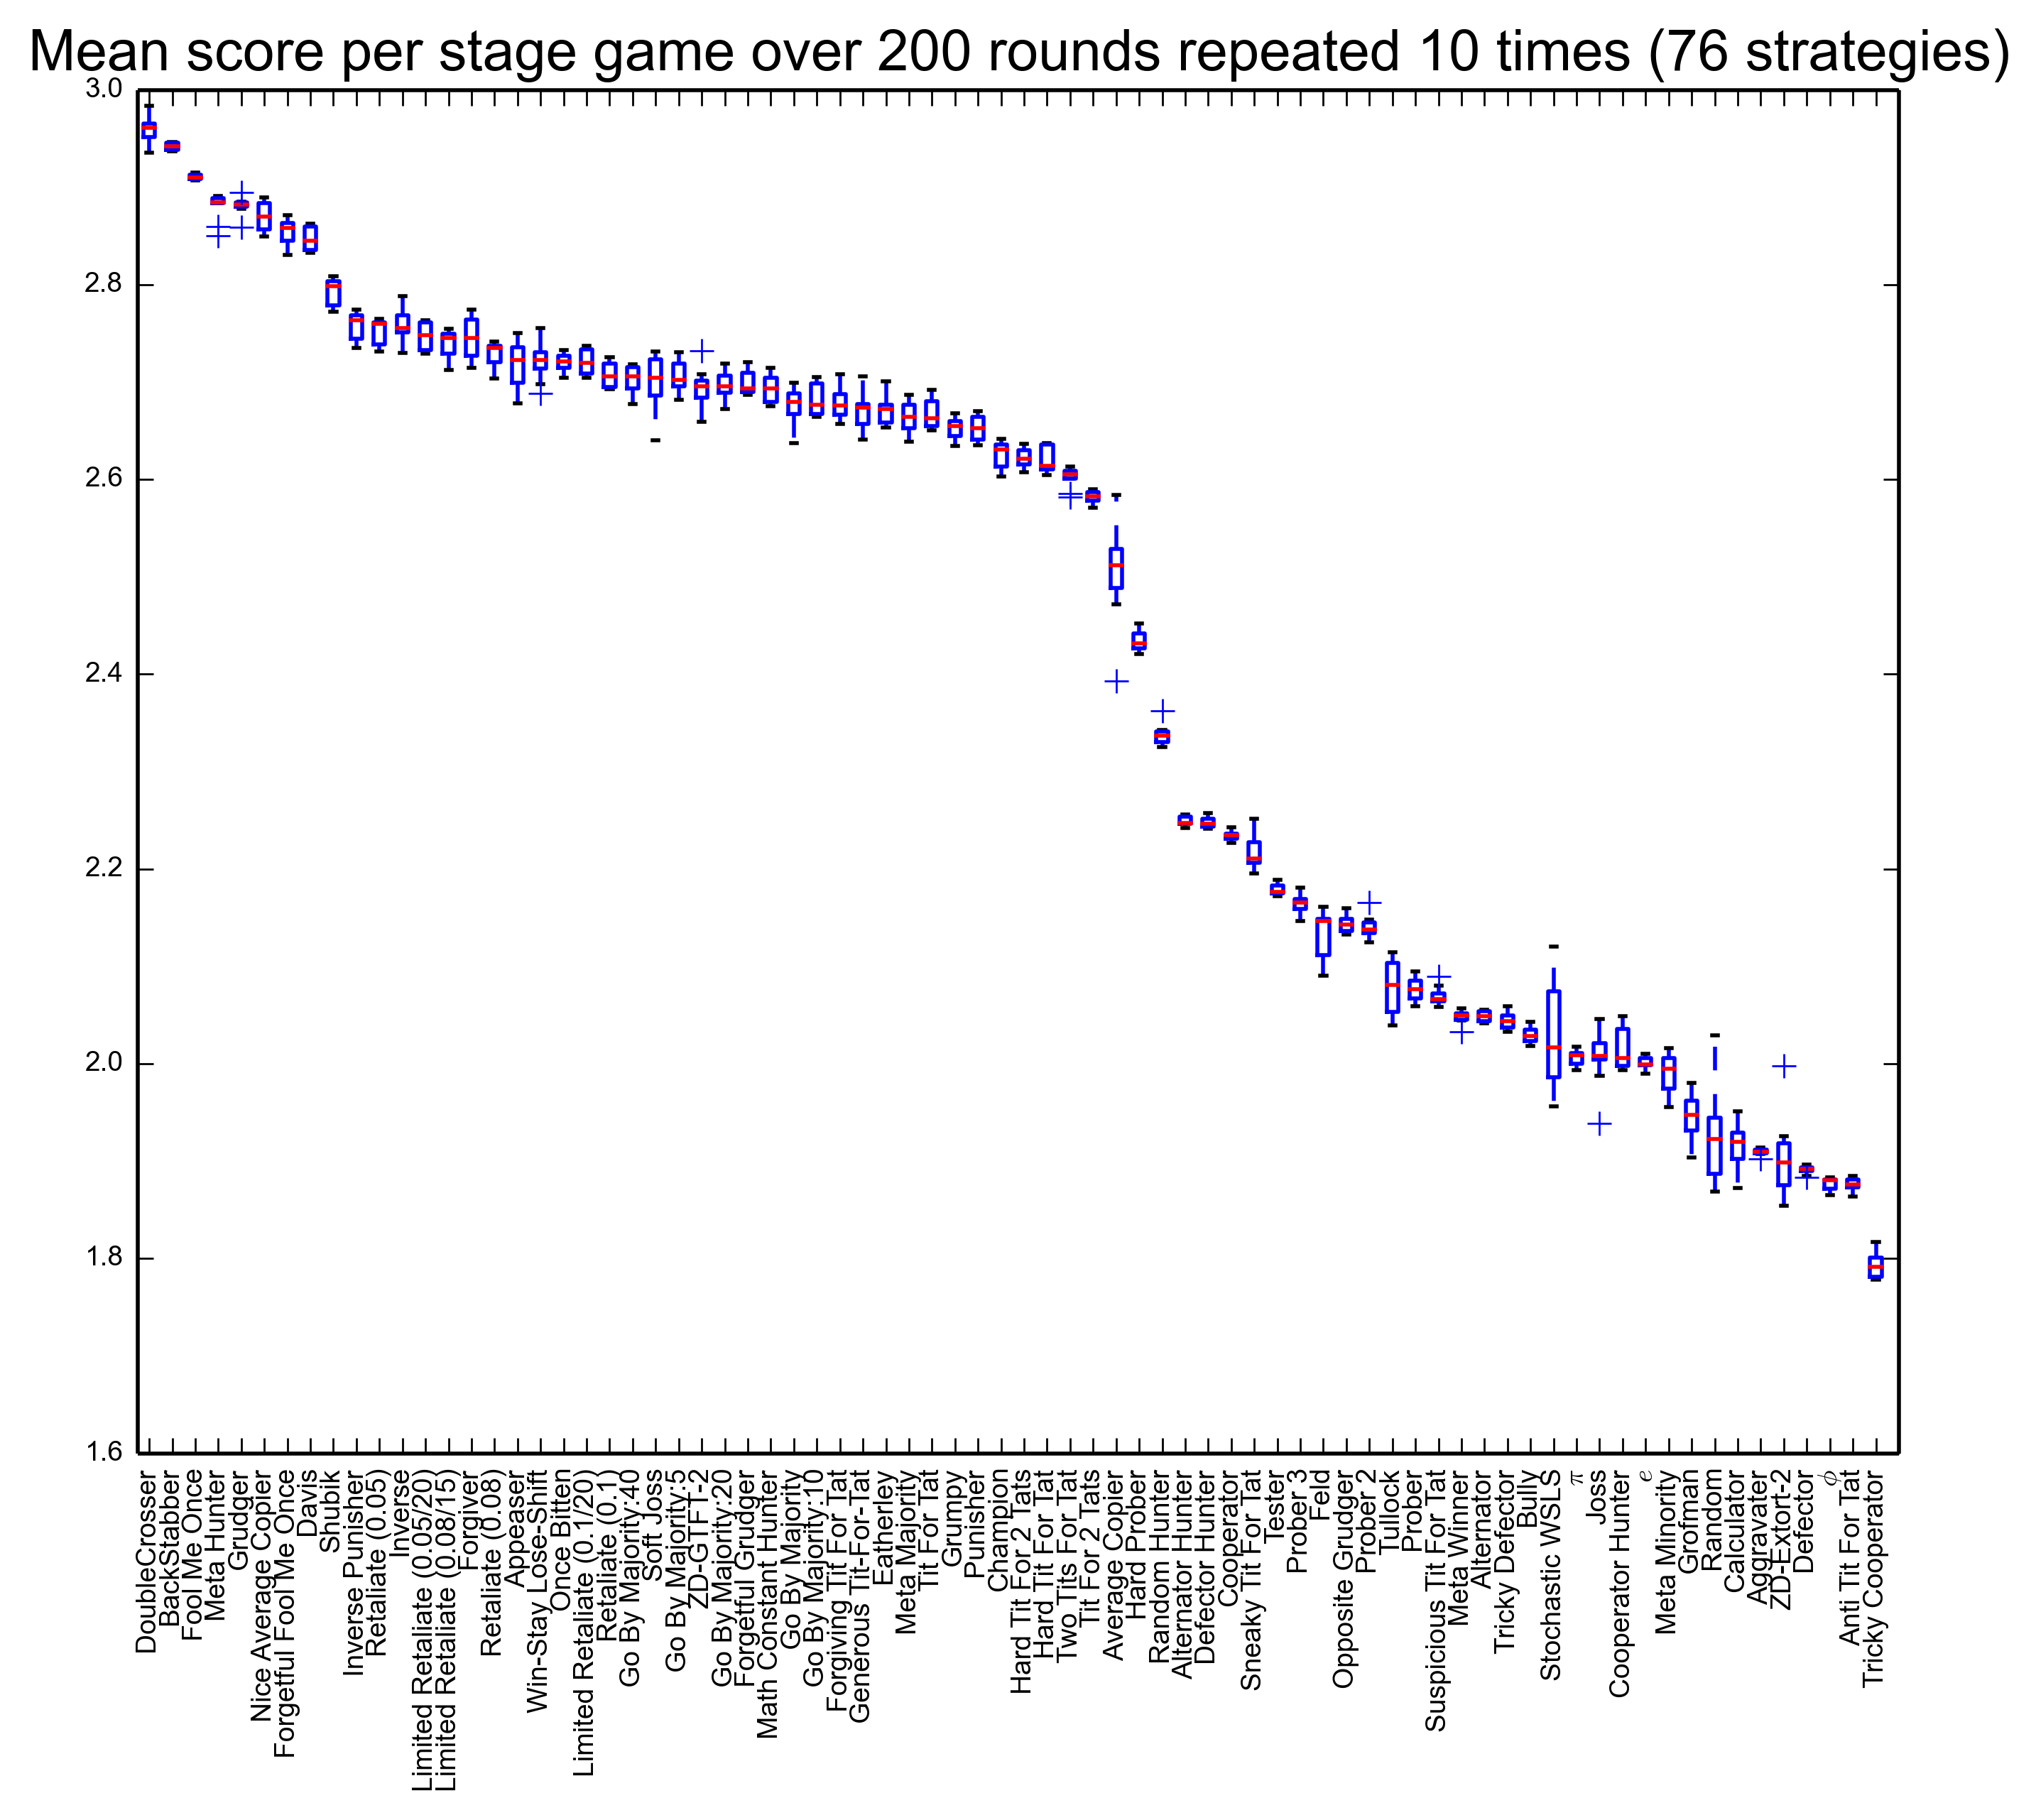 Mean score per stage game over 200 rounds repeated 10 times (76 strategies)
3.0
2.8
2.6
2.4
2.2
2.0
1.8
1.6
DoubleCrosser
BackStabber
Fool Me Once
Meta Hunter
Grudger
Nice Average Copier
Forgetful Fool Me Once
Davis
Shubik
Inverse Punisher
Retaliate (0.05)
Inverse
Limited Retaliate (0.05/20)
Limited Retaliate (0.08/15)
Forgiver
Retaliate (0.08)
Appeaser
Win-Stay Lose-Shift
Once Bitten
Limited Retaliate (0.1/20)
Retaliate (0.1)
Go By Majority:40
Soft Joss
Go By Majority:5
ZD-GTFT-2
Go By Majority:20
Forgetful Grudger
Math Constant Hunter
Go By Majority
Go By Majority:10
Forgiving Tit For Tat
Generous Tit-For-Tat
Eatherley
Meta Majority
Tit For Tat
Grumpy
Punisher
Champion
Hard Tit For 2 Tats
Hard Tit For Tat
Two Tits For Tat
Tit For 2 Tats
Average Copier
Hard Prober
Random Hunter
Alternator Hunter
Defector Hunter
Cooperator
Sneaky Tit For Tat
Tester
Prober 3
Feld
Opposite Grudger
Prober 2
Tullock
Prober
Suspicious Tit For Tat
Meta Winner
Alternator
Tricky Defector
Bully
Stochastic WSLS
π
Joss
Cooperator Hunter
e
Meta Minority
Grofman
Random
Calculator
Aggravater
ZD-Extort-2
Defector
ϕ
Anti Tit For Tat
Tricky Cooperator